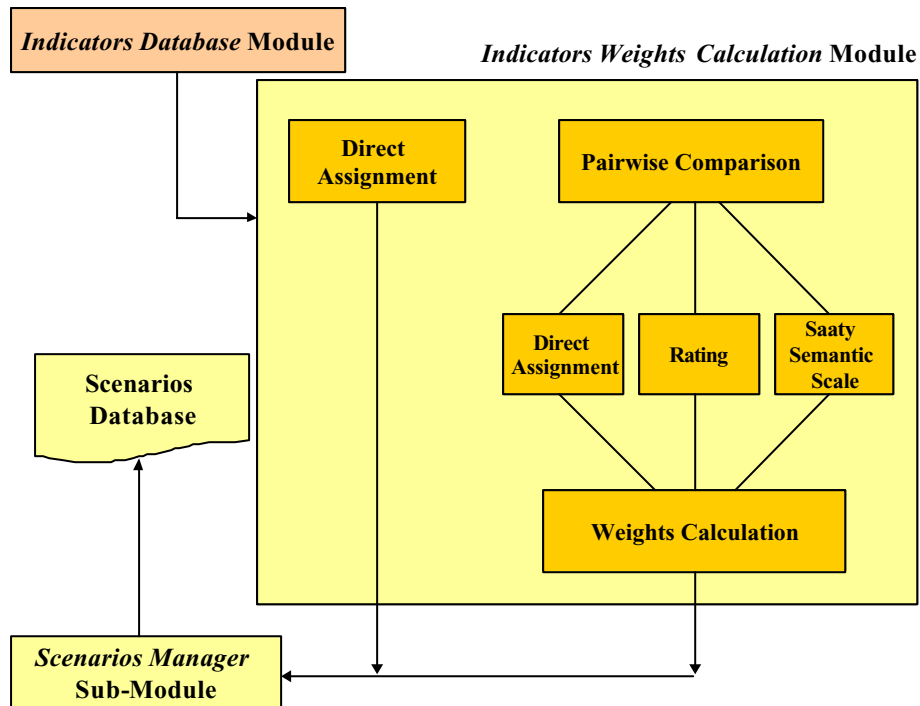 Indicators Database Module
Indicators Weights Calculation Module
Direct
Assignment
Pairwise Comparison
Direct
Assignment
Rating
Saaty
Semantic
Scale
Scenarios
Database
Weights Calculation
Scenarios Manager
Sub-Module